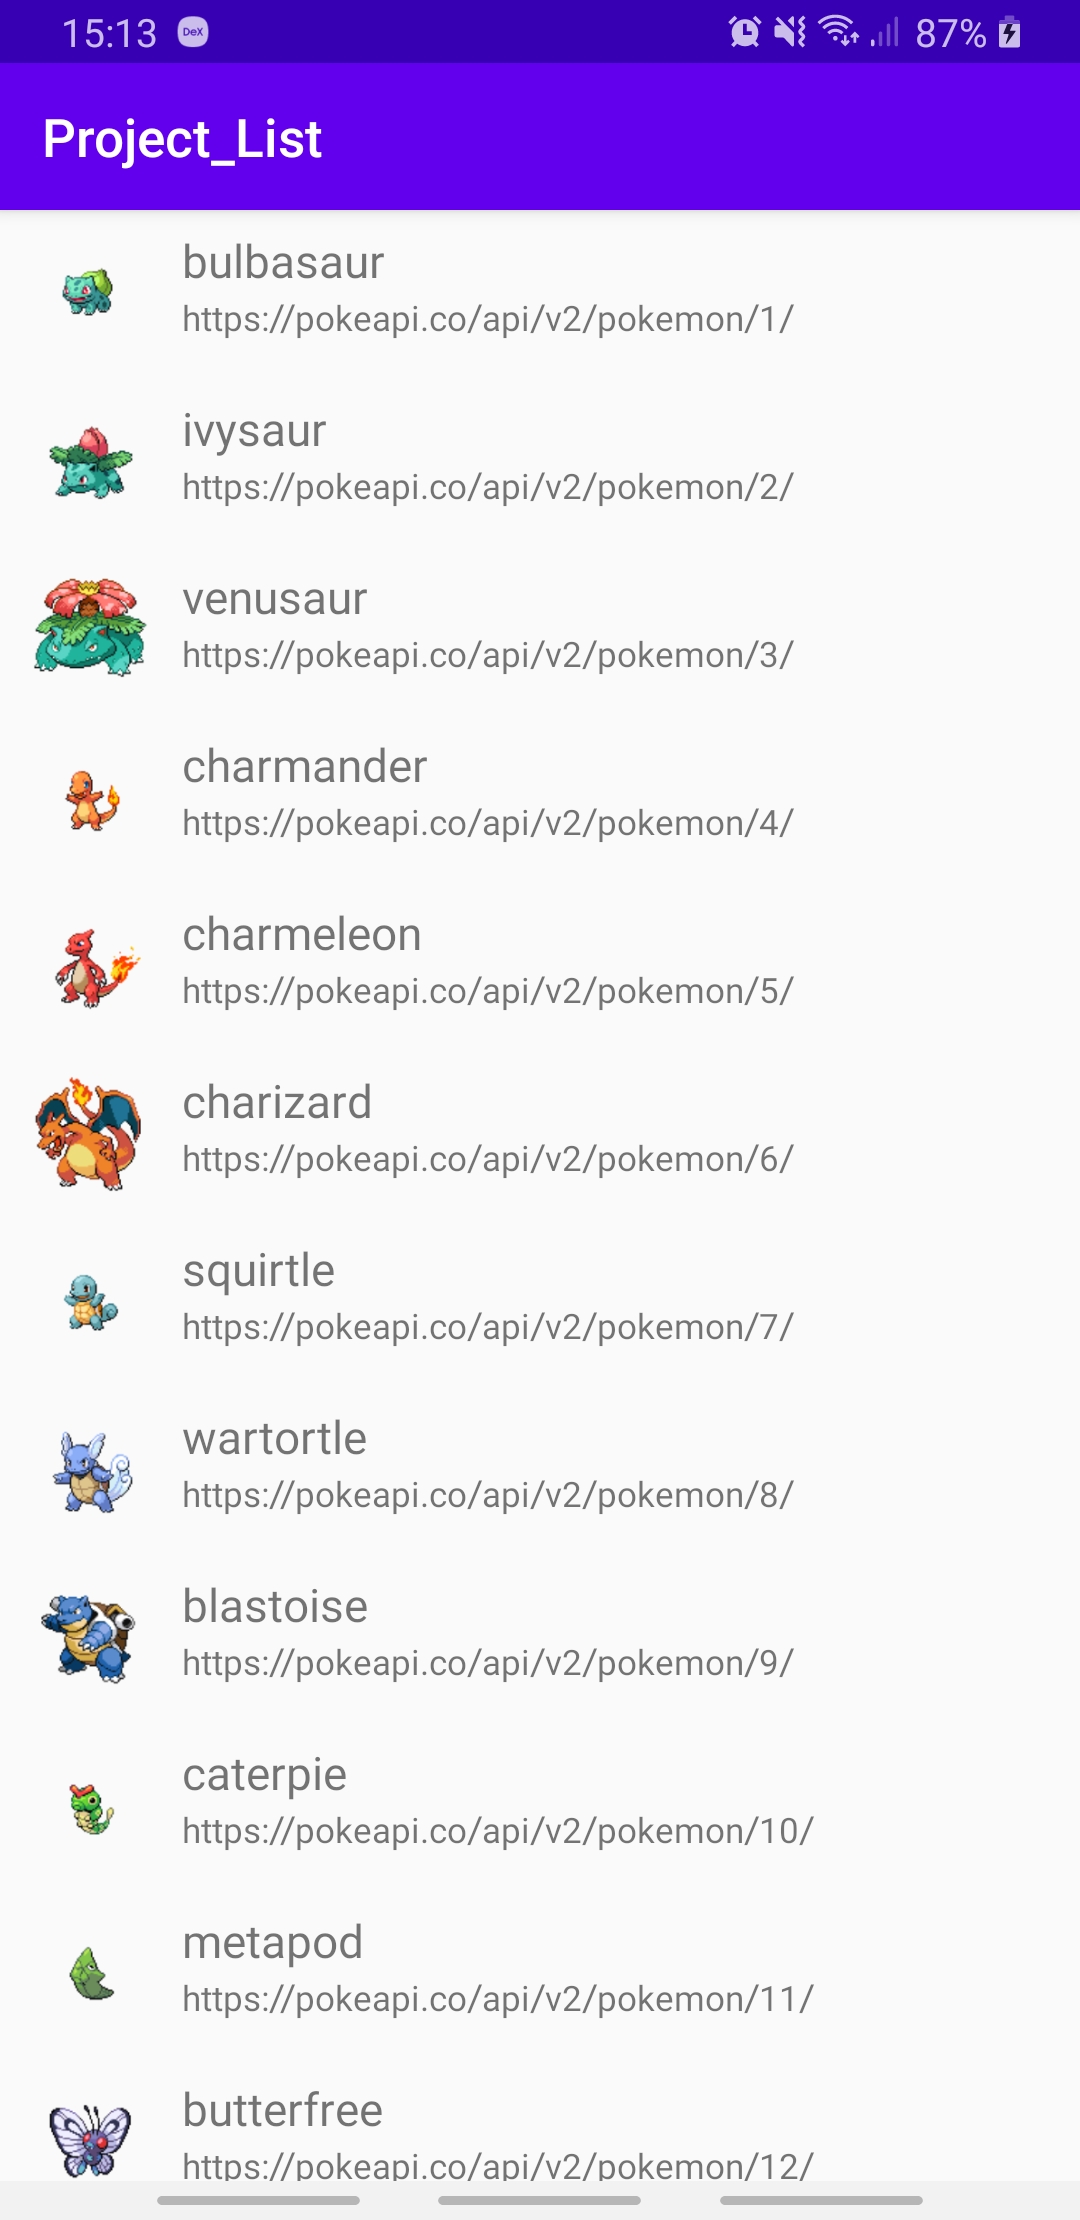 15:13 DeX 87%
Project_List
bulbasaur
https://pokeapi.co/api/v2/pokemon/1/
ivysaur
https://pokeapi.co/api/v2/pokemon/2/
venusaur
https://pokeapi.co/api/v2/pokemon/3/
charmander
https://pokeapi.co/api/v2/pokemon/4/
charmeleon
https://pokeapi.co/api/v2/pokemon/5/
charizard
https://pokeapi.co/api/v2/pokemon/6/
squirtle
https://pokeapi.co/api/v2/pokemon/7/
wartortle
https://pokeapi.co/api/v2/pokemon/8/
blastoise
https://pokeapi.co/api/v2/pokemon/9/
caterpie
https://pokeapi.co/api/v2/pokemon/10/
metapod
https://pokeapi.co/api/v2/pokemon/11/
butterfree
https://pokeapi.co/api/v2/pokemon/12/